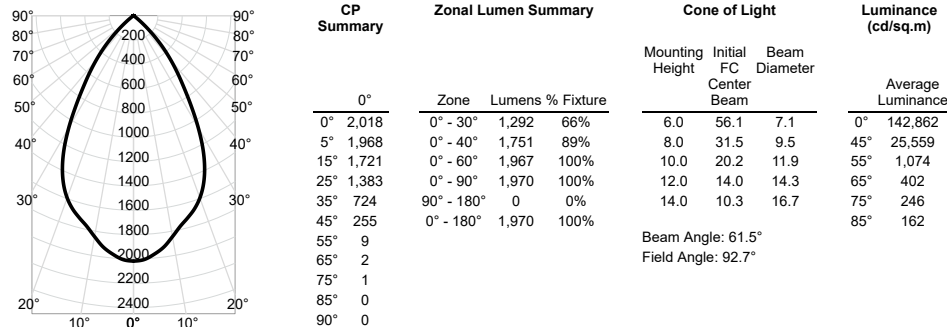 90° 90°
80° 200 80°
70° 400 70°
60° 600 60°
50° 800 50°
1000
40° 1200 40°
1400
30° 1600 30°
1800
2000
2200
20° 2400 20°
10° 0° 10°
CP
Summary
0°
0° 2,018
5° 1,968
15° 1,721
25° 1,383
35° 724
45° 255
55° 9
65° 2
75° 1
85° 0
90° 0
Zonal Lumen Summary
Zone Lumens % Fixture
0° - 30° 1,292 66%
0° - 40° 1,751 89%
0° - 60° 1,967 100%
0° - 90° 1,970 100%
90° - 180° 0 0%
0° - 180° 1,970 100%
Cone of Light
Mounting Initial Beam
Height FC Diameter
Center
Beam
6.0 56.1 7.1
8.0 31.5 9.5
10.0 20.2 11.9
12.0 14.0 14.3
14.0 10.3 16.7
Beam Angle: 61.5°
Field Angle: 92.7°
Luminance
(cd/sq.m)
Average
Luminance
0° 142,862
45° 25,559
55° 1,074
65° 402
75° 246
85° 162